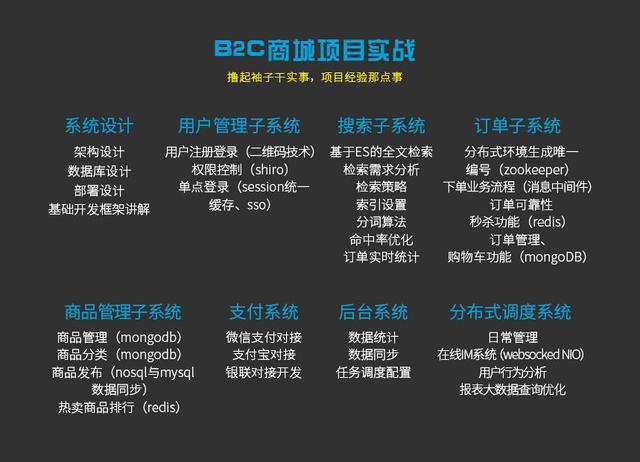 B2C商城项目实战
撸起袖子干实事，项目经验那点事
系统设计
架构设计
数据库设计
部署设计
基础开发框架讲解
用户管理子系统
用户注册登录（二维码技术）
权限控制（shiro）
单点登录（session统一
缓存、sso）
搜索子系统
基于ES的全文检索
检索需求分析
检索策略
索引设置
分词算法
命中率优化
订单实时统计
订单子系统
分布式环境生成唯一
编号（zookeeper）
下单业务流程（消息中间件）
订单可靠性
秒杀功能（redis）
订单管理、
购物车功能（mongoDB）
商品管理子系统
商品管理（mongodb）
商品分类（mongodb）
商品发布（nosql与mysql
数据同步）
热卖商品排行（redis）
支付系统
微信支付对接
支付宝对接
银联对接开发
后台系统
数据统计
数据同步
任务调度配置
分布式调度系统
日常管理
在线IM系统 (websocked NIO）
用户行为分析
报表大数据查询优化